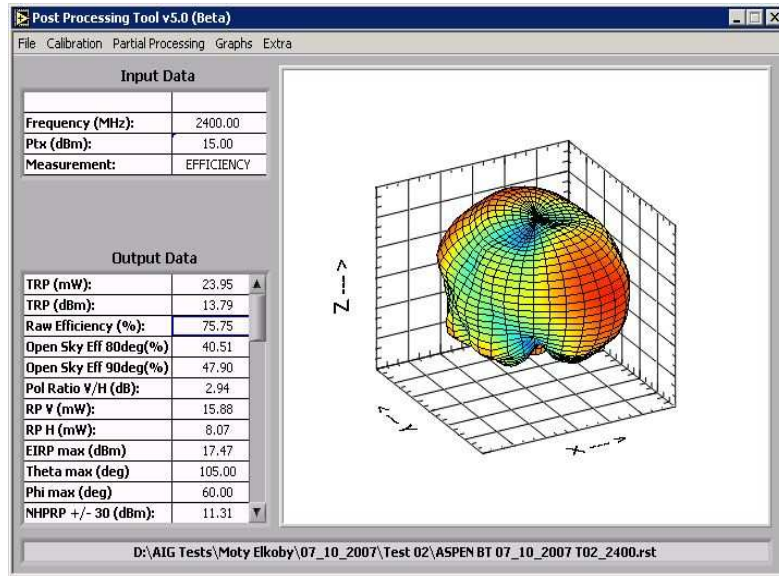 Post Processing Tool v5.0 (Beta)
File Calibration Partial Processing Graphs Extra
Input Data
Frequency (MHz): 2400.00
Ptx (dBm): 15.00
Measurement: EFFICIENCY
Output Data
TRP (mW): 23.95
TRP (dBm): 13.79
Raw Efficiency (%): 75.75
Open Sky Eff 80deg(%) 40.51
Open Sky Eff 90deg(%) 47.90
Pol Ratio V/H (dB): 2.94
RP V (mW): 15.88
RP H (mW): 8.07
EIRP max (dBm) 17.47
Theta max (deg) 105.00
Phi max (deg) 60.00
NHPRP +/- 30 (dBm): 11.31
Z --->
<--- Y
X --->
D:\AIG Tests\Moty Elkoby\07_10_2007\Test 02\ASPEN BT 07_10_2007 T02_2400.rst